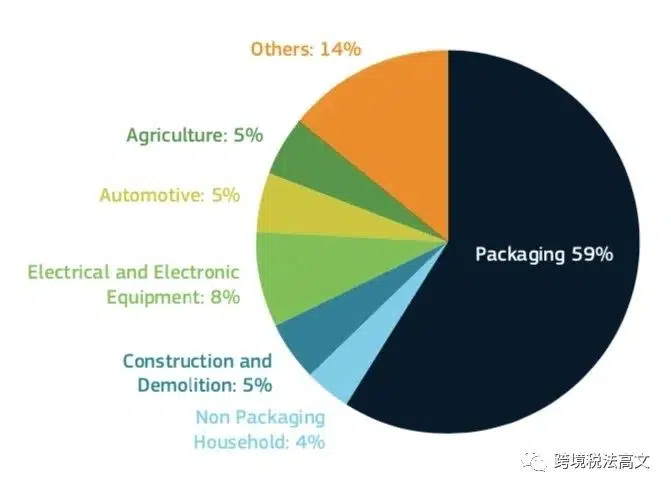 Others: 14%
Agriculture: 5%
Automotive: 5%
Packaging 59%
Electrical and Electronic
Equipment: 8%
Construction and
Demolition: 5%
Non Packaging
Household: 4%
跨境税法高文